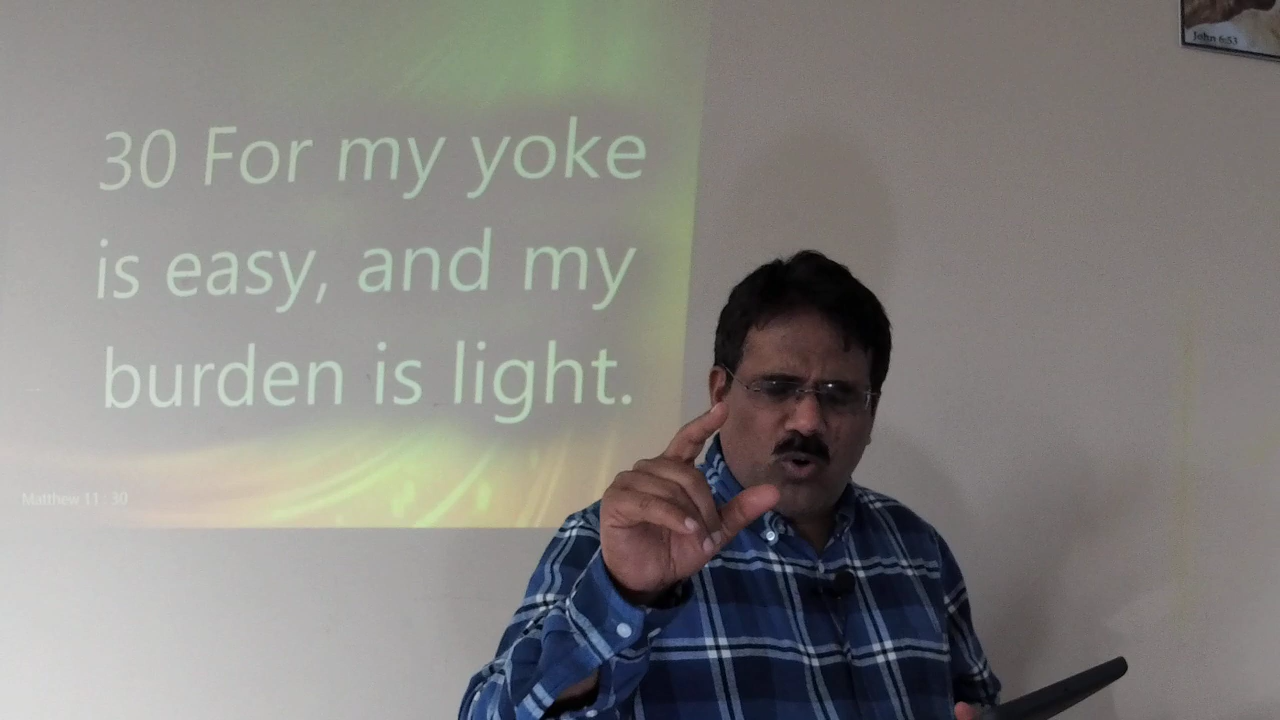 30 For my yoke
is easy, and my
burden is light.
Matthew 11 : 30
John 6:53